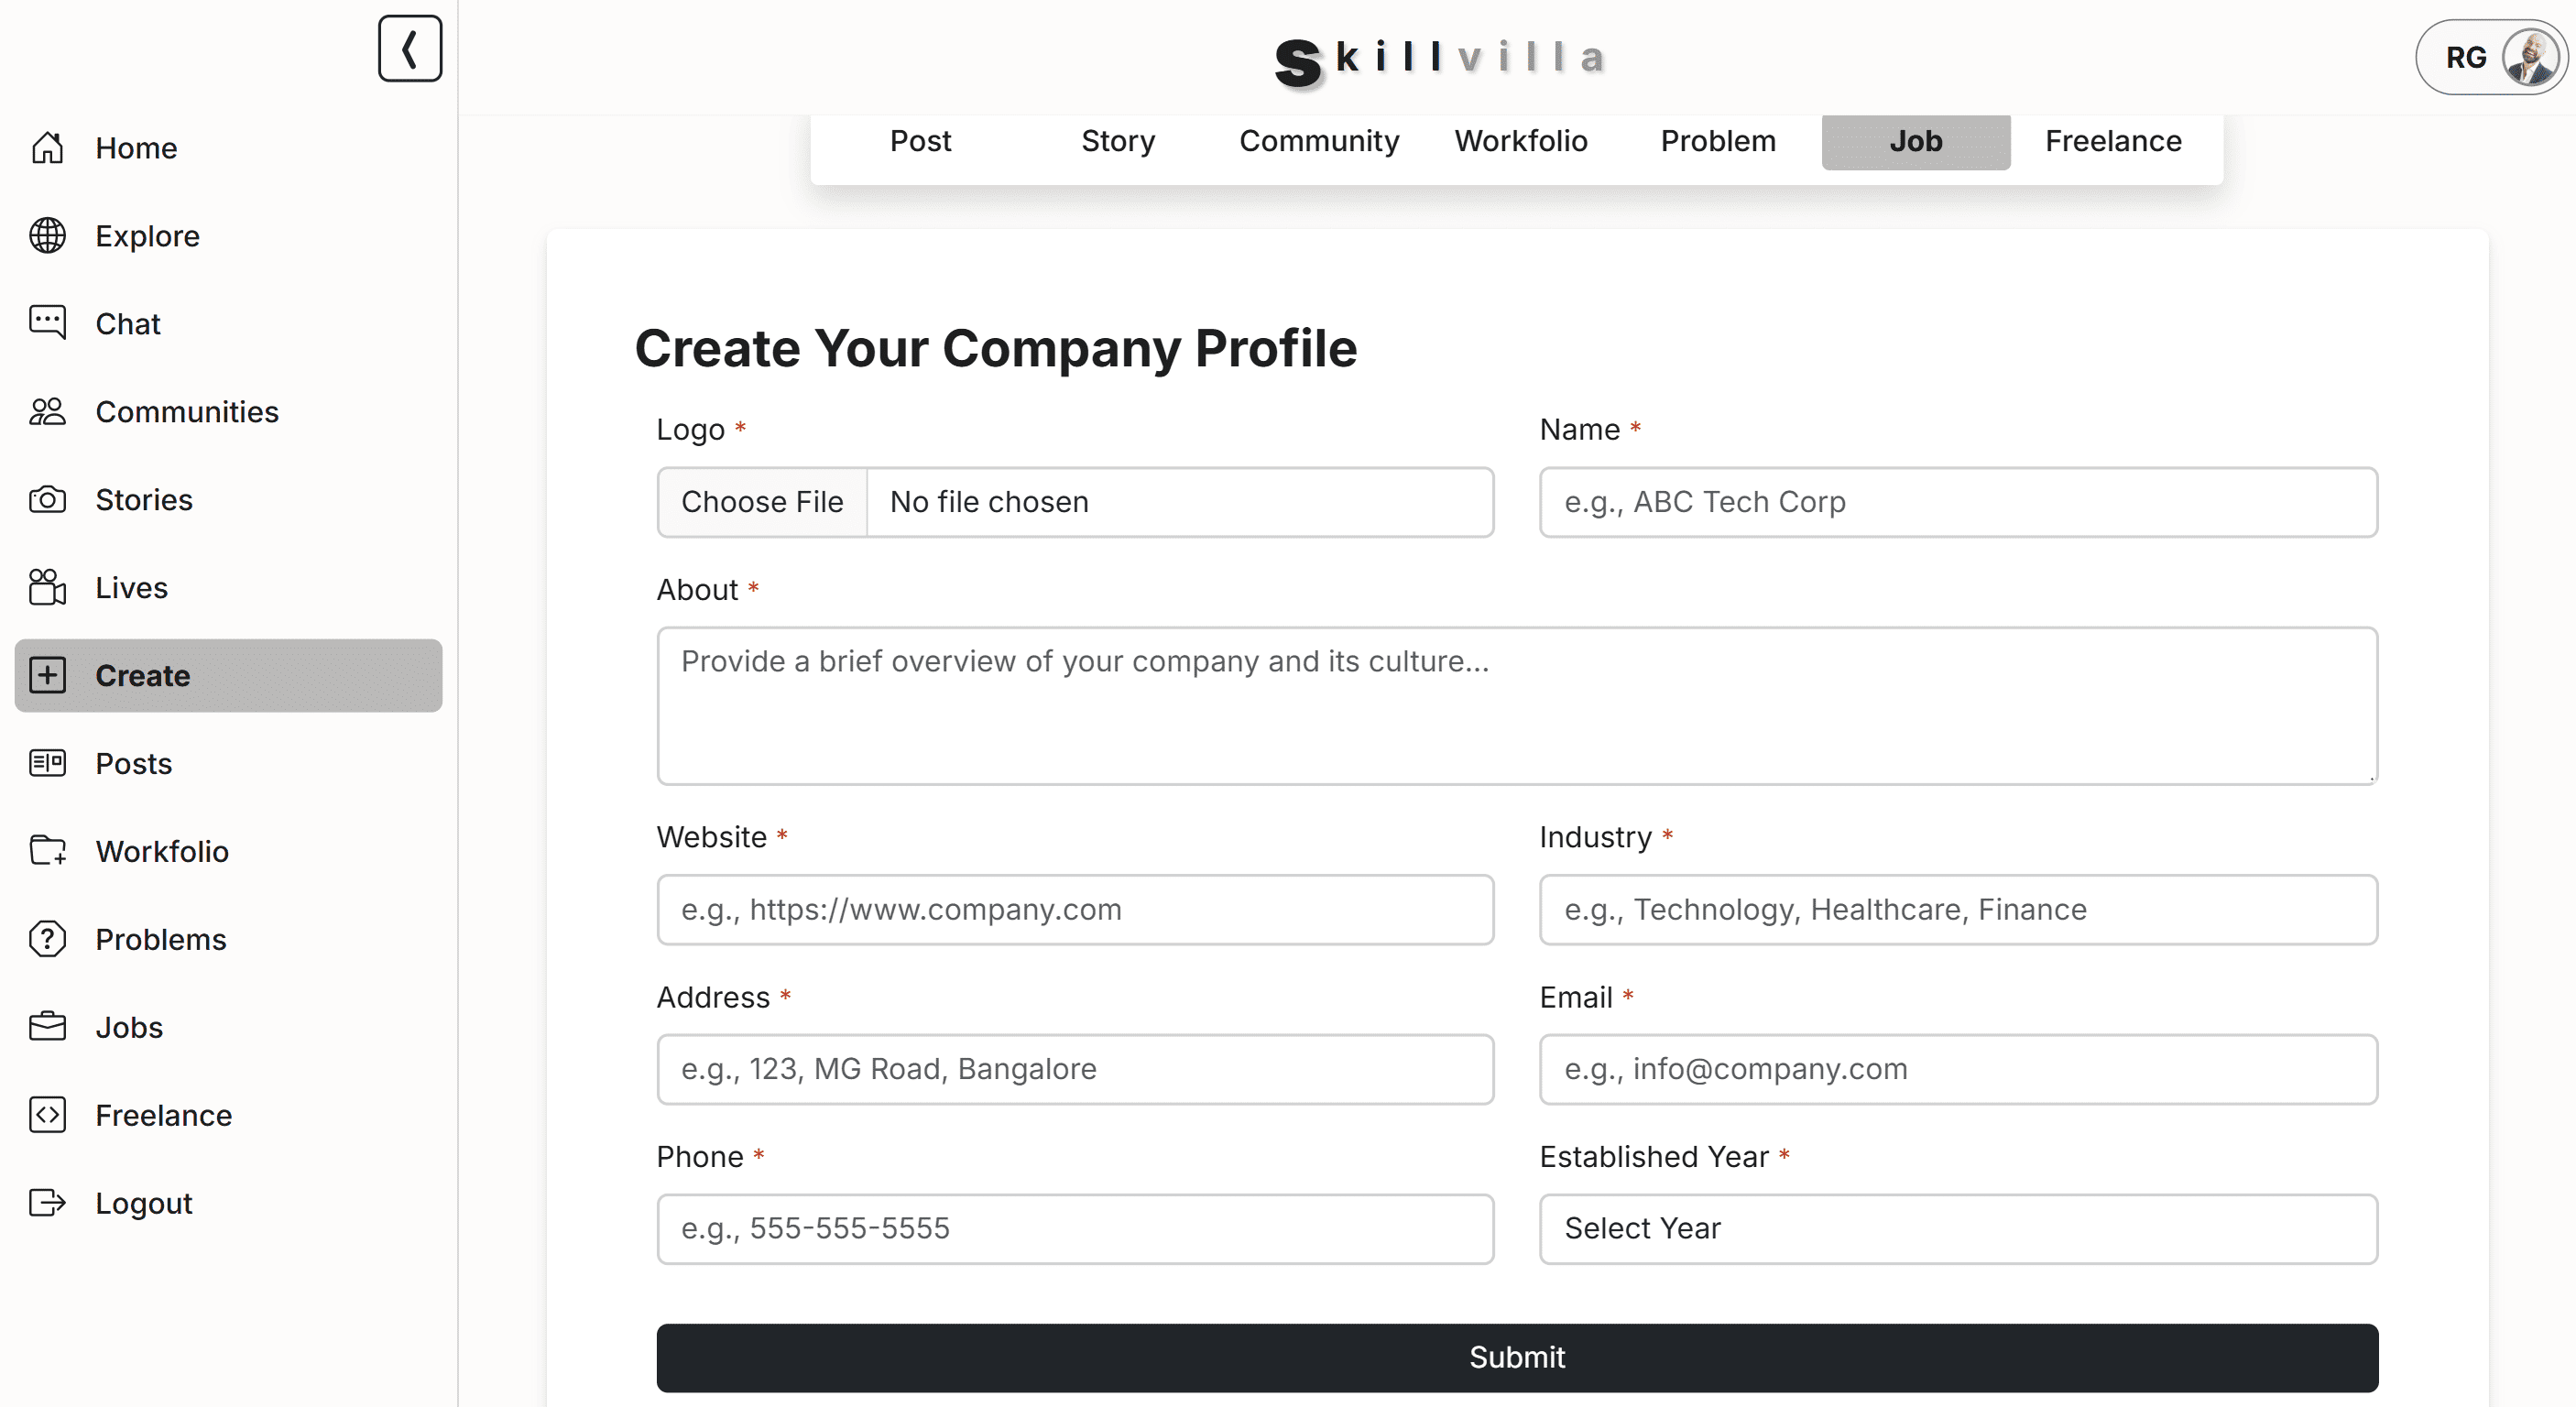 Skillvilla
RG
Home
Explore
Chat
Communities
Stories
Lives
Create
Posts
Workfolio
Problems
Jobs
Freelance
Logout
Post Story Community Workfolio Problem Job Freelance
Create Your Company Profile
Logo * Name *
Choose File No file chosen e.g., ABC Tech Corp
About *
Provide a brief overview of your company and its culture...
Website * Industry *
e.g., https://www.company.com e.g., Technology, Healthcare, Finance
Address * Email *
e.g., 123, MG Road, Bangalore e.g., info@company.com
Phone * Established Year *
e.g., 555-555-5555 Select Year
Submit